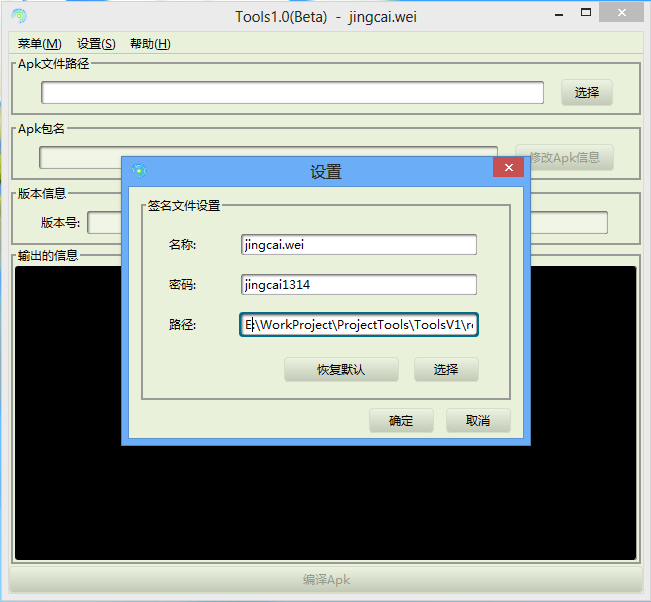 Tools1.0(Beta) - jingcai.wei
菜单(M) 设置(S) 帮助(H)
Apk文件路径
选择
Apk包名
修改Apk信息
版本信息
版本号:
输出的信息
设置
签名文件设置
名称: jingcai.wei
密码: jingcai1314
路径: E:\WorkProject\ProjectTools\ToolsV1\r
恢复默认 选择
确定 取消
编译Apk